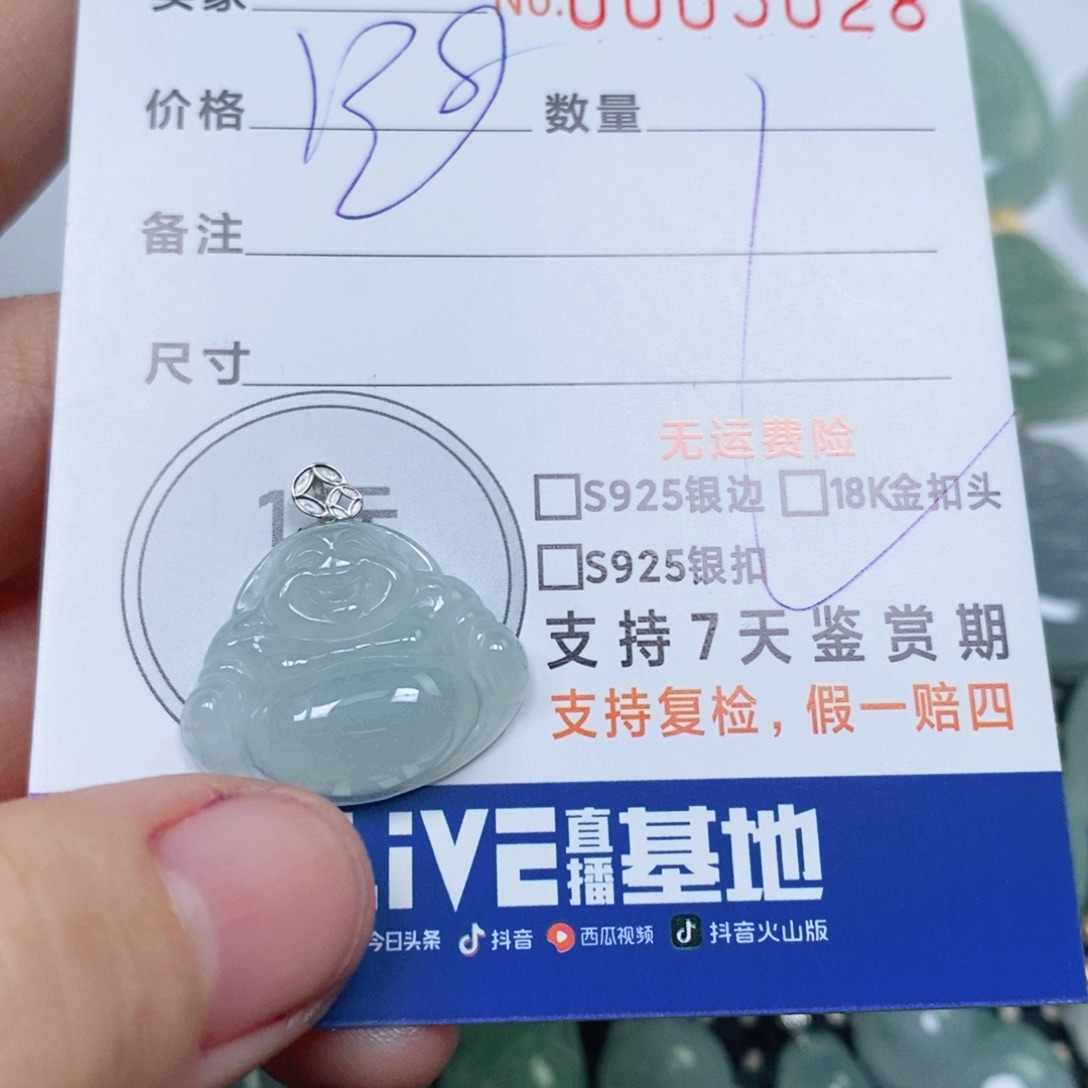 No.0003028
价格
数量
备注
尺寸
无运费险
□S925银边 □18K金扣头
□S925银扣
支持7天鉴赏期
支持复检，假一赔四
LiVE直播基地
今日头条 抖音 西瓜视频 抖音火山版